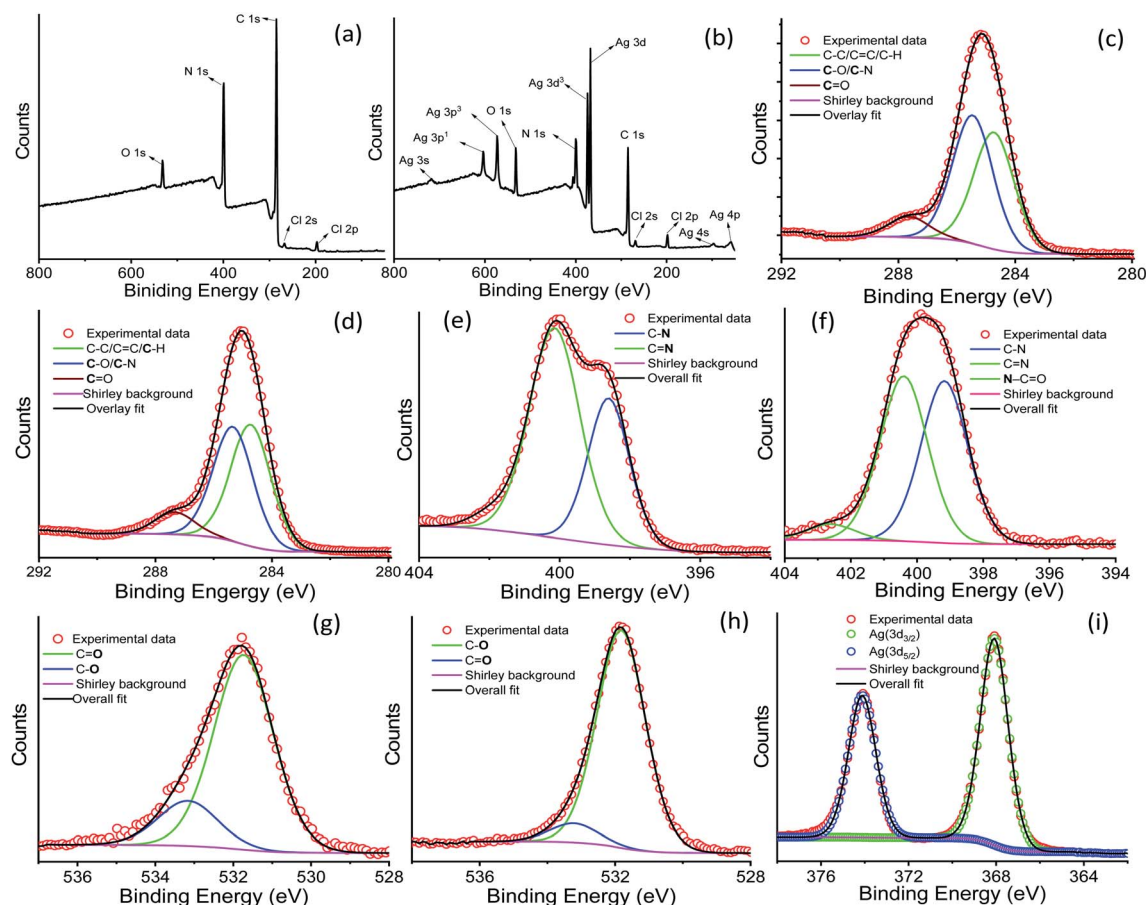 (a)
C 1s
N 1s
O 1s
Cl 2s
Cl 2p
Counts
800
600
400
200
Biniding Energy (eV)
(b)
Ag 3d
Ag 3d³
Ag 3p³
O 1s
Ag 3p¹
N 1s
C 1s
Ag 3s
Cl 2s
Cl 2p
Ag 4p
Ag 4s
Counts
800
600
400
200
Binding Energy (eV)
(c)
Experimental data
C-C/C=C/C-H
C-O/C-N
C=O
Shirley background
Overlay fit
Counts
292
288
284
280
Binding Energy (eV)
(d)
Experimental data
C-C/C=C/C-H
C-O/C-N
C=O
Shirley background
Overlay fit
Counts
292
288
284
280
Binding Engergy (eV)
(e)
Experimental data
C-N
C=N
Shirley background
Overall fit
Counts
404
400
396
Binding Energy (eV)
(f)
Experimental data
C-N
C=N
N–C=O
Shirley background
Overall fit
Counts
404
402
400
398
396
394
Binding Energy (eV)
(g)
Experimental data
C=O
C-O
Shirley background
Overall fit
Counts
536
534
532
530
528
Binding Energy (eV)
(h)
Experimental data
C-O
C=O
Shirley background
Overall fit
Counts
536
532
528
Binding Energy (eV)
(i)
Experimental data
Ag(3d3/2)
Ag(3d5/2)
Shirley background
Overall fit
Counts
376
372
368
364
Binding Energy (eV)